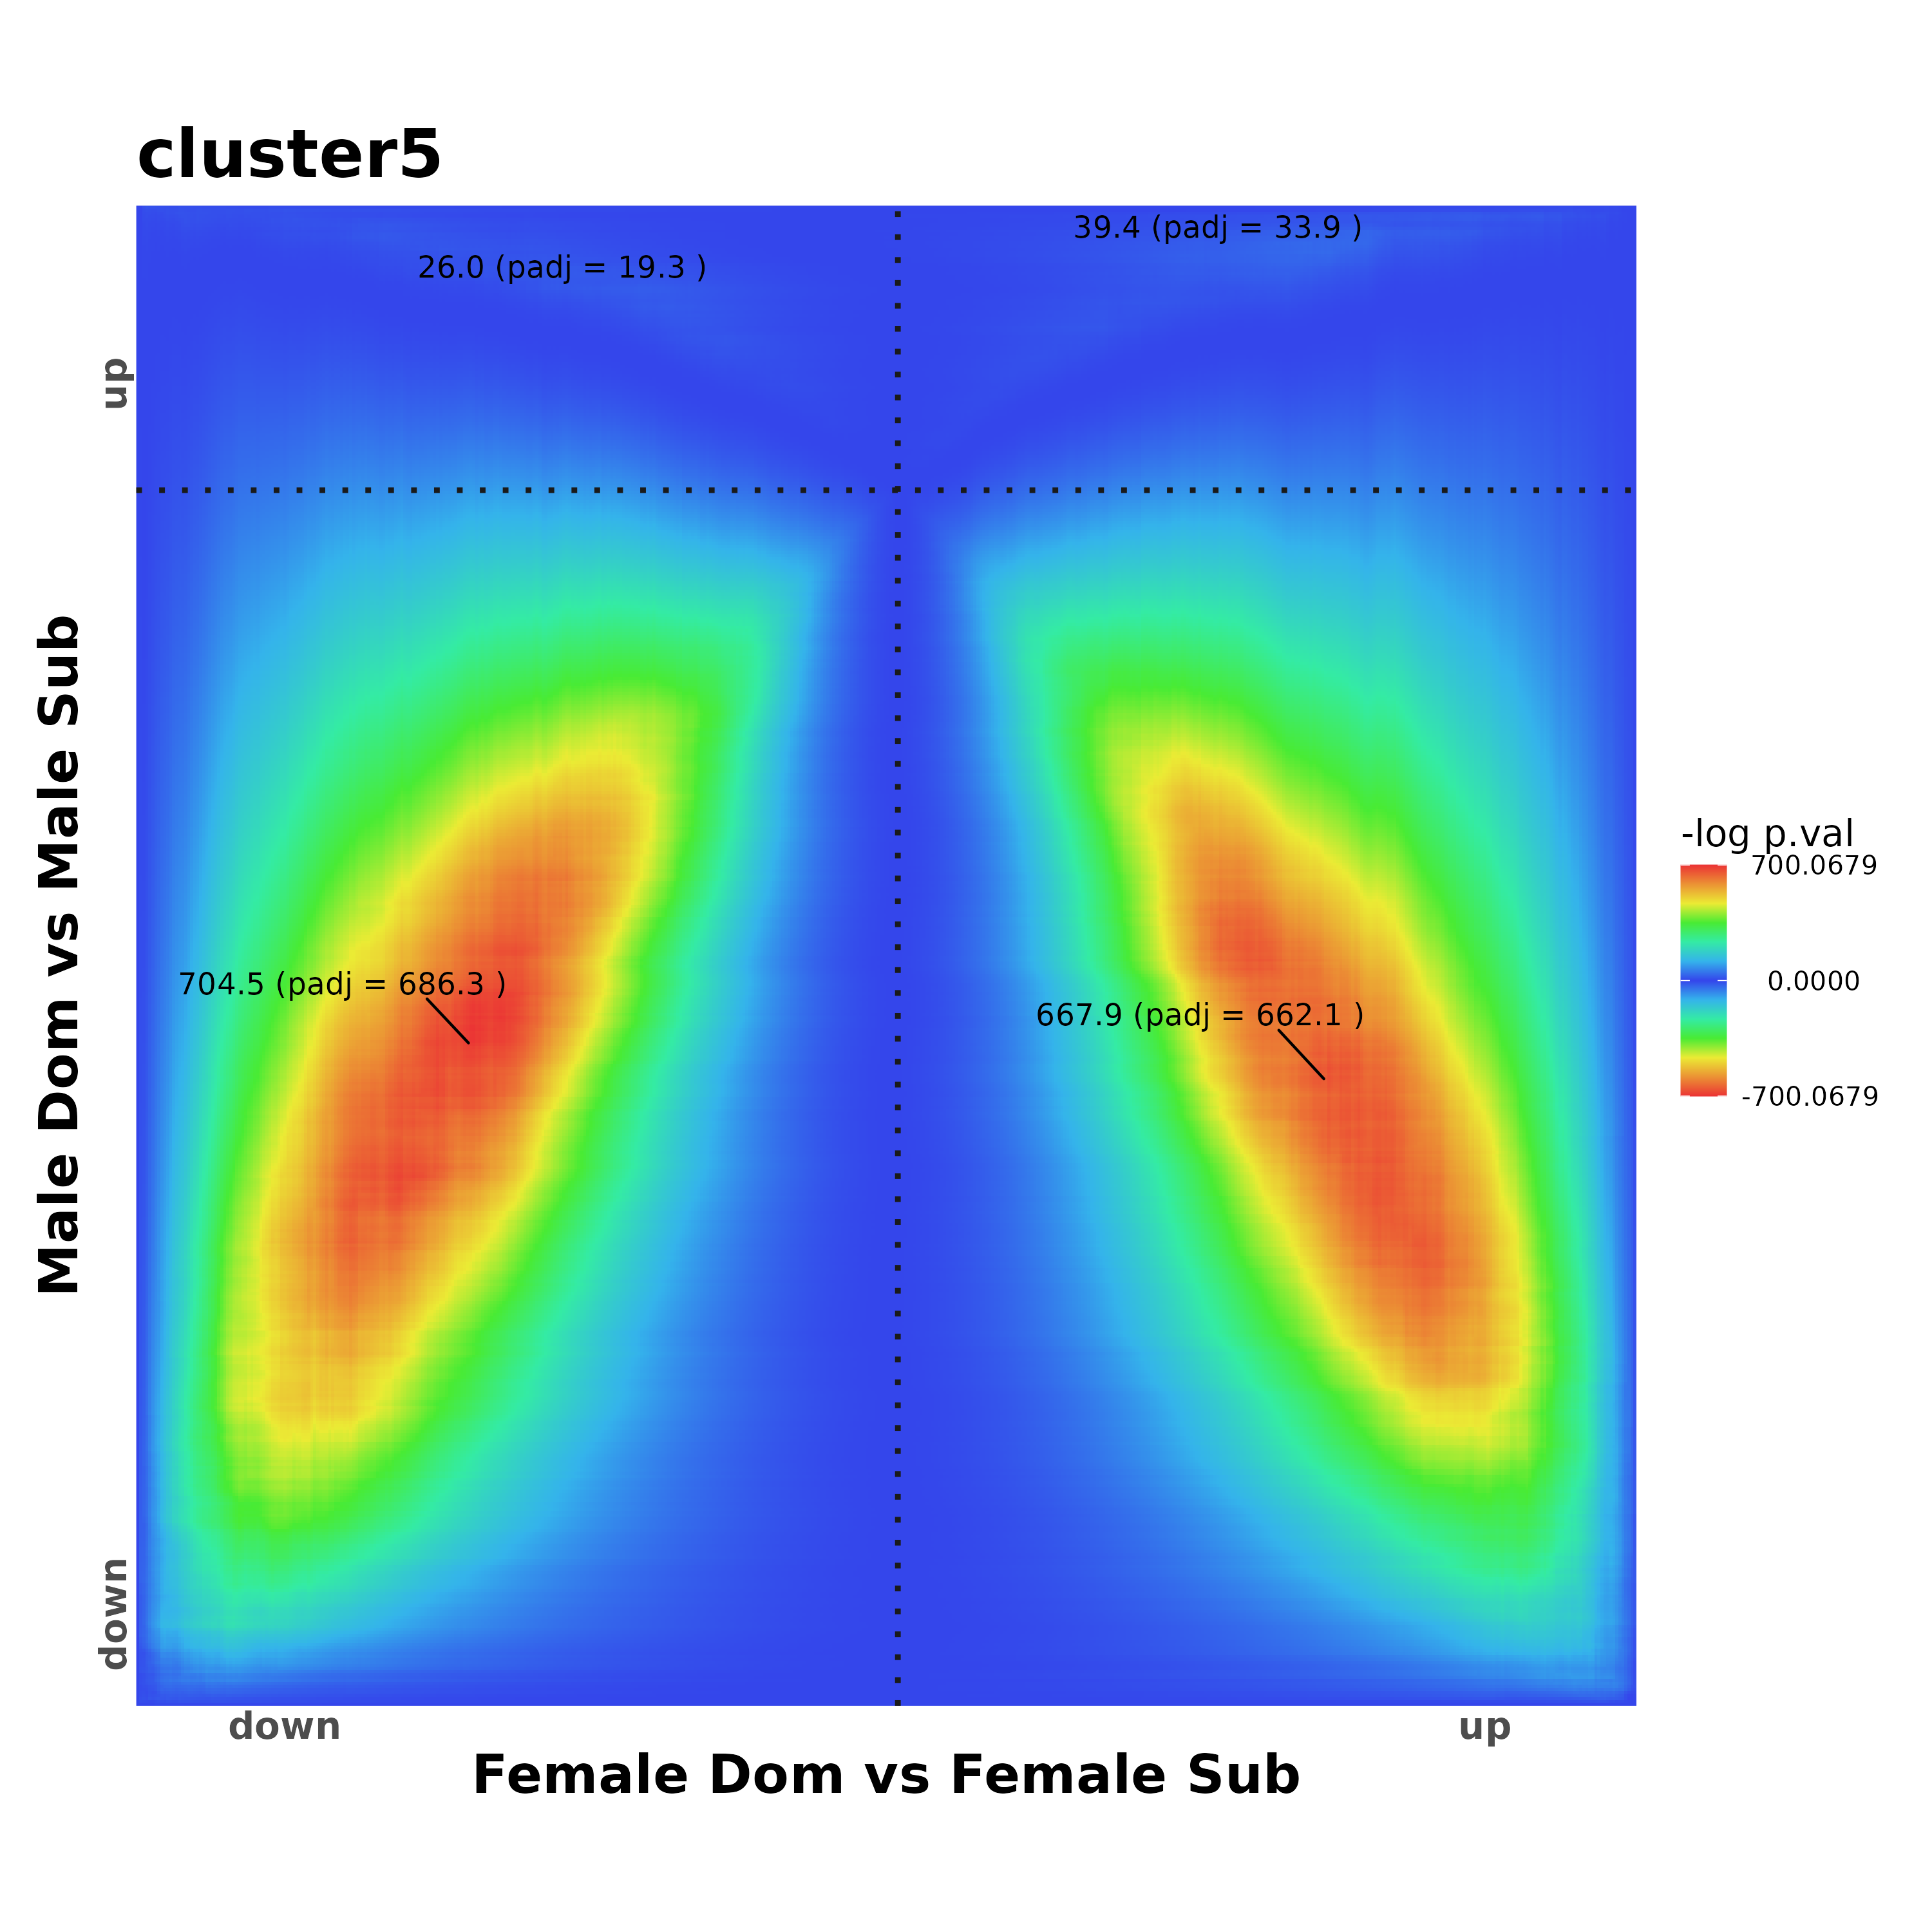 cluster5
39.4 (padj = 33.9 )
26.0 (padj = 19.3 )
up
Male Dom vs Male Sub
704.5 (padj = 686.3 )
667.9 (padj = 662.1 )
-log p.val
700.0679
0.0000
-700.0679
down
down
up
Female Dom vs Female Sub